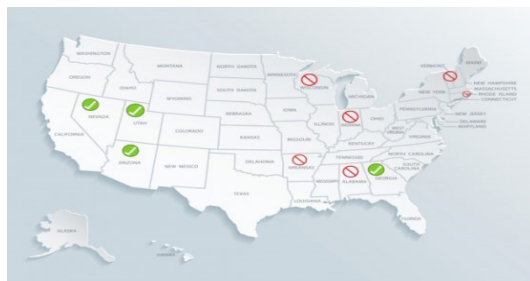 WASHINGTON
MONTANA
NORTH DAKOTA
MINNESOTA
VERMONT
MAINE
OREGON
IDAHO
SOUTH DAKOTA
WISCONSIN
MICHIGAN
NEW YORK
NEW HAMPSHIRE
MASSACHUSETTS
RHODE ISLAND
CONNECTICUT
WYOMING
IOWA
PENNSYLVANIA
NEW JERSEY
NEVADA
UTAH
NEBRASKA
ILLINOIS
INDIANA
OHIO
DELAWARE
MARYLAND
CALIFORNIA
COLORADO
KANSAS
MISSOURI
KENTUCKY
WEST
VIRGINIA
VIRGINIA
ARIZONA
NEW MEXICO
OKLAHOMA
ARKANSAS
TENNESSEE
NORTH CAROLINA
SOUTH
CAROLINA
TEXAS
LOUISIANA
MISSISSIPPI
ALABAMA
GEORGIA
FLORIDA
ALASKA
HAWAII